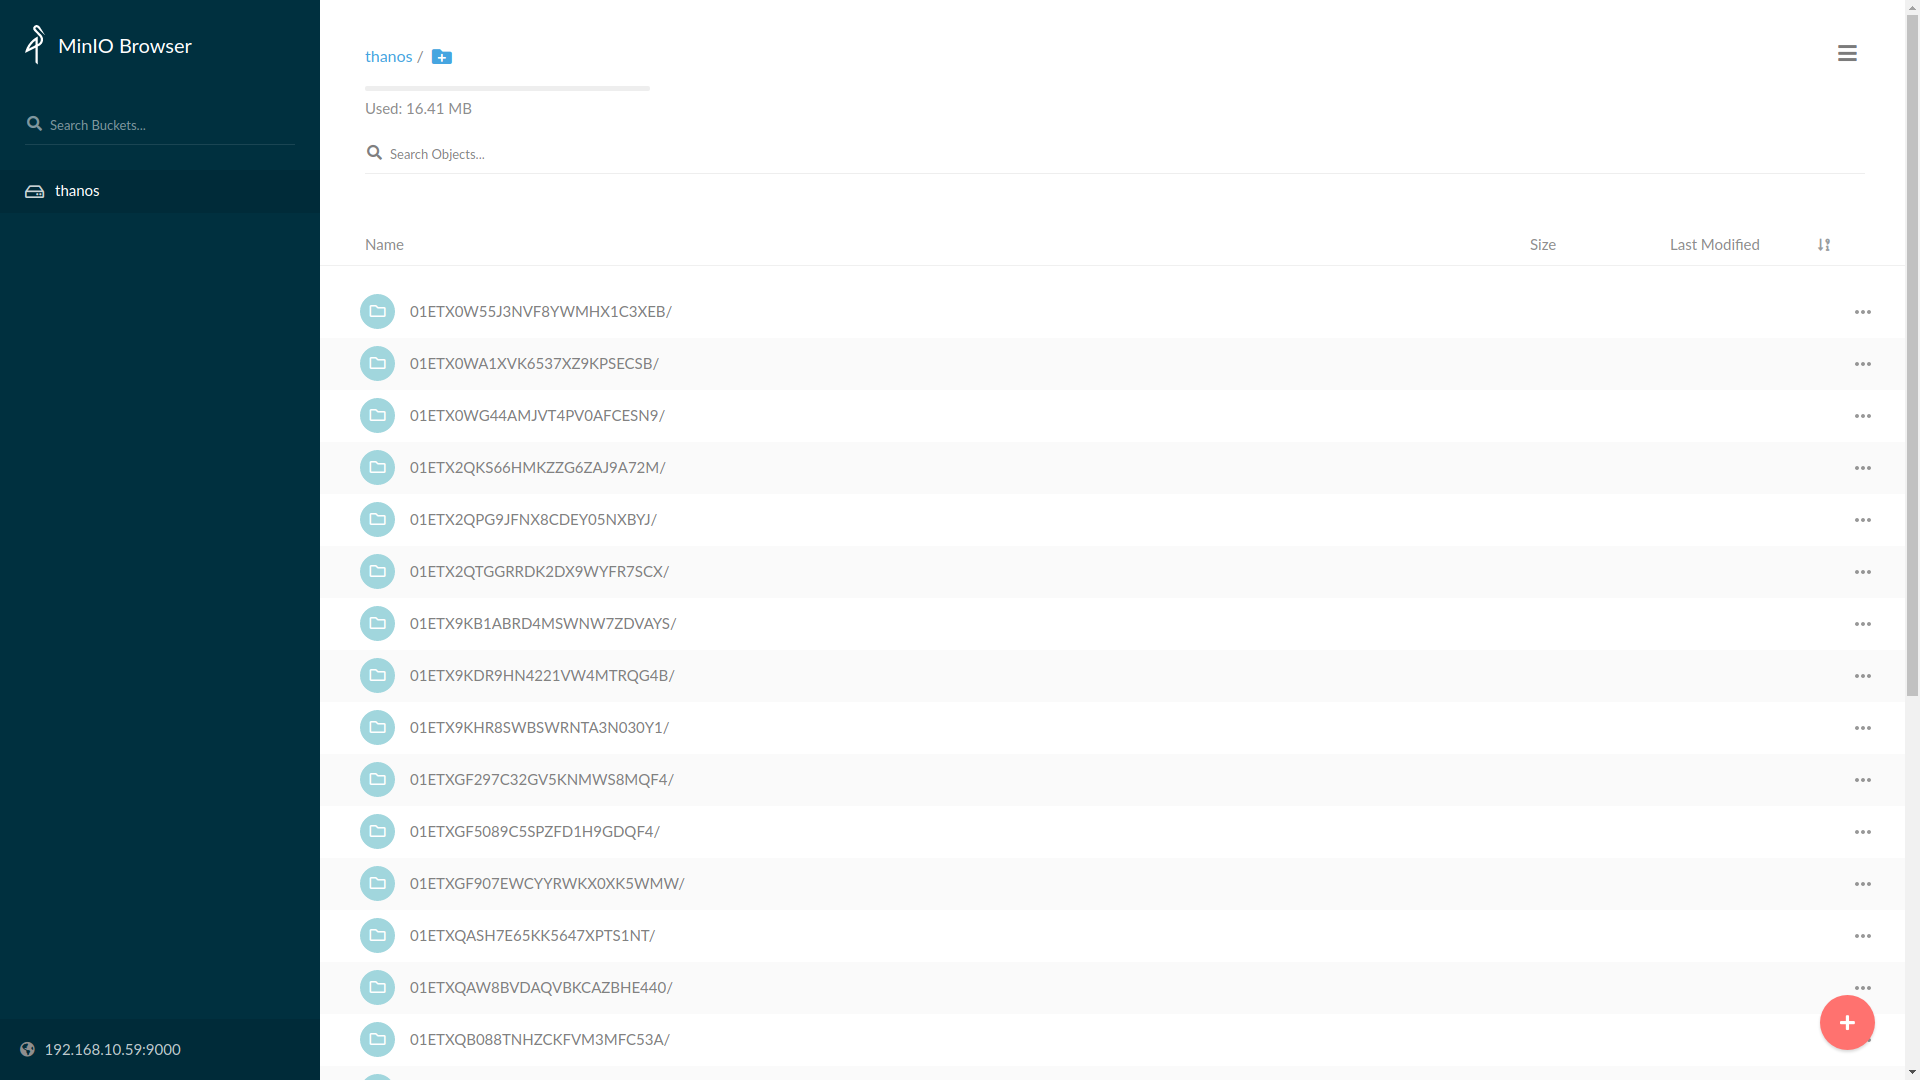 MinIO Browser
Search Buckets...
thanos
192.168.10.59:9000
thanos /
Used: 16.41 MB
Search Objects...
Name Size Last Modified
01ETX0W55J3NVF8YWMHX1C3XEB/
01ETX0WA1XVK6537XZ9KPSECSB/
01ETX0WG44AMJVT4PV0AFCESN9/
01ETX2QKS66HMKZZG6ZAJ9A72M/
01ETX2QPG9JFNX8CDEY05NXBYJ/
01ETX2QTGGRRDK2DX9WYFR7SCX/
01ETX9KB1ABRD4MSWNW7ZDVAYS/
01ETX9KDR9HN4221VW4MTRQG4B/
01ETX9KHR8SWBSWRNTA3N030Y1/
01ETXGF297C32GV5KNMWS8MQF4/
01ETXGF5089C5SPZFD1H9GDQF4/
01ETXGF907EWCYYRWKX0XK5WMW/
01ETXQASH7E65KK5647XPTS1NT/
01ETXQAW8BVDAQVBKCAZBHE440/
01ETXQB088TNHZCKFVM3MFC53A/